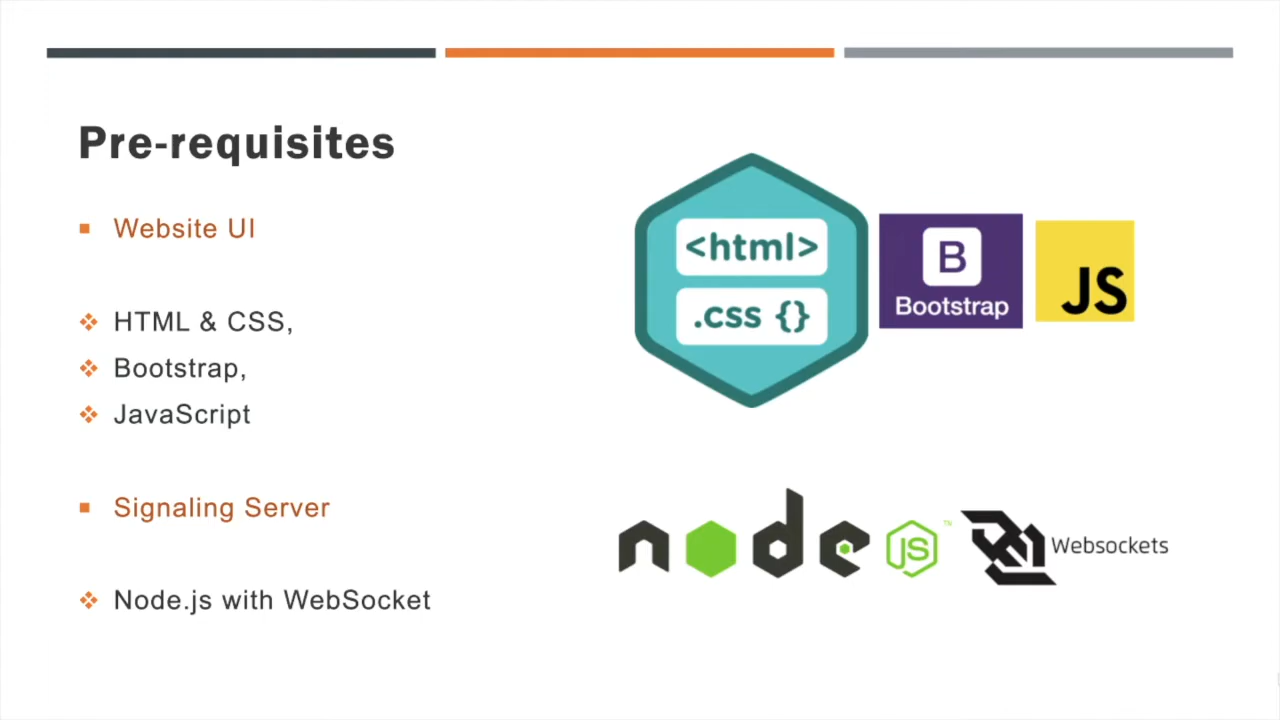 Pre-requisites
Website UI
HTML & CSS,
Bootstrap,
JavaScript
Signaling Server
Node.js with WebSocket
<html>
.css {}
B
Bootstrap
JS
node
JS
TM
Websockets